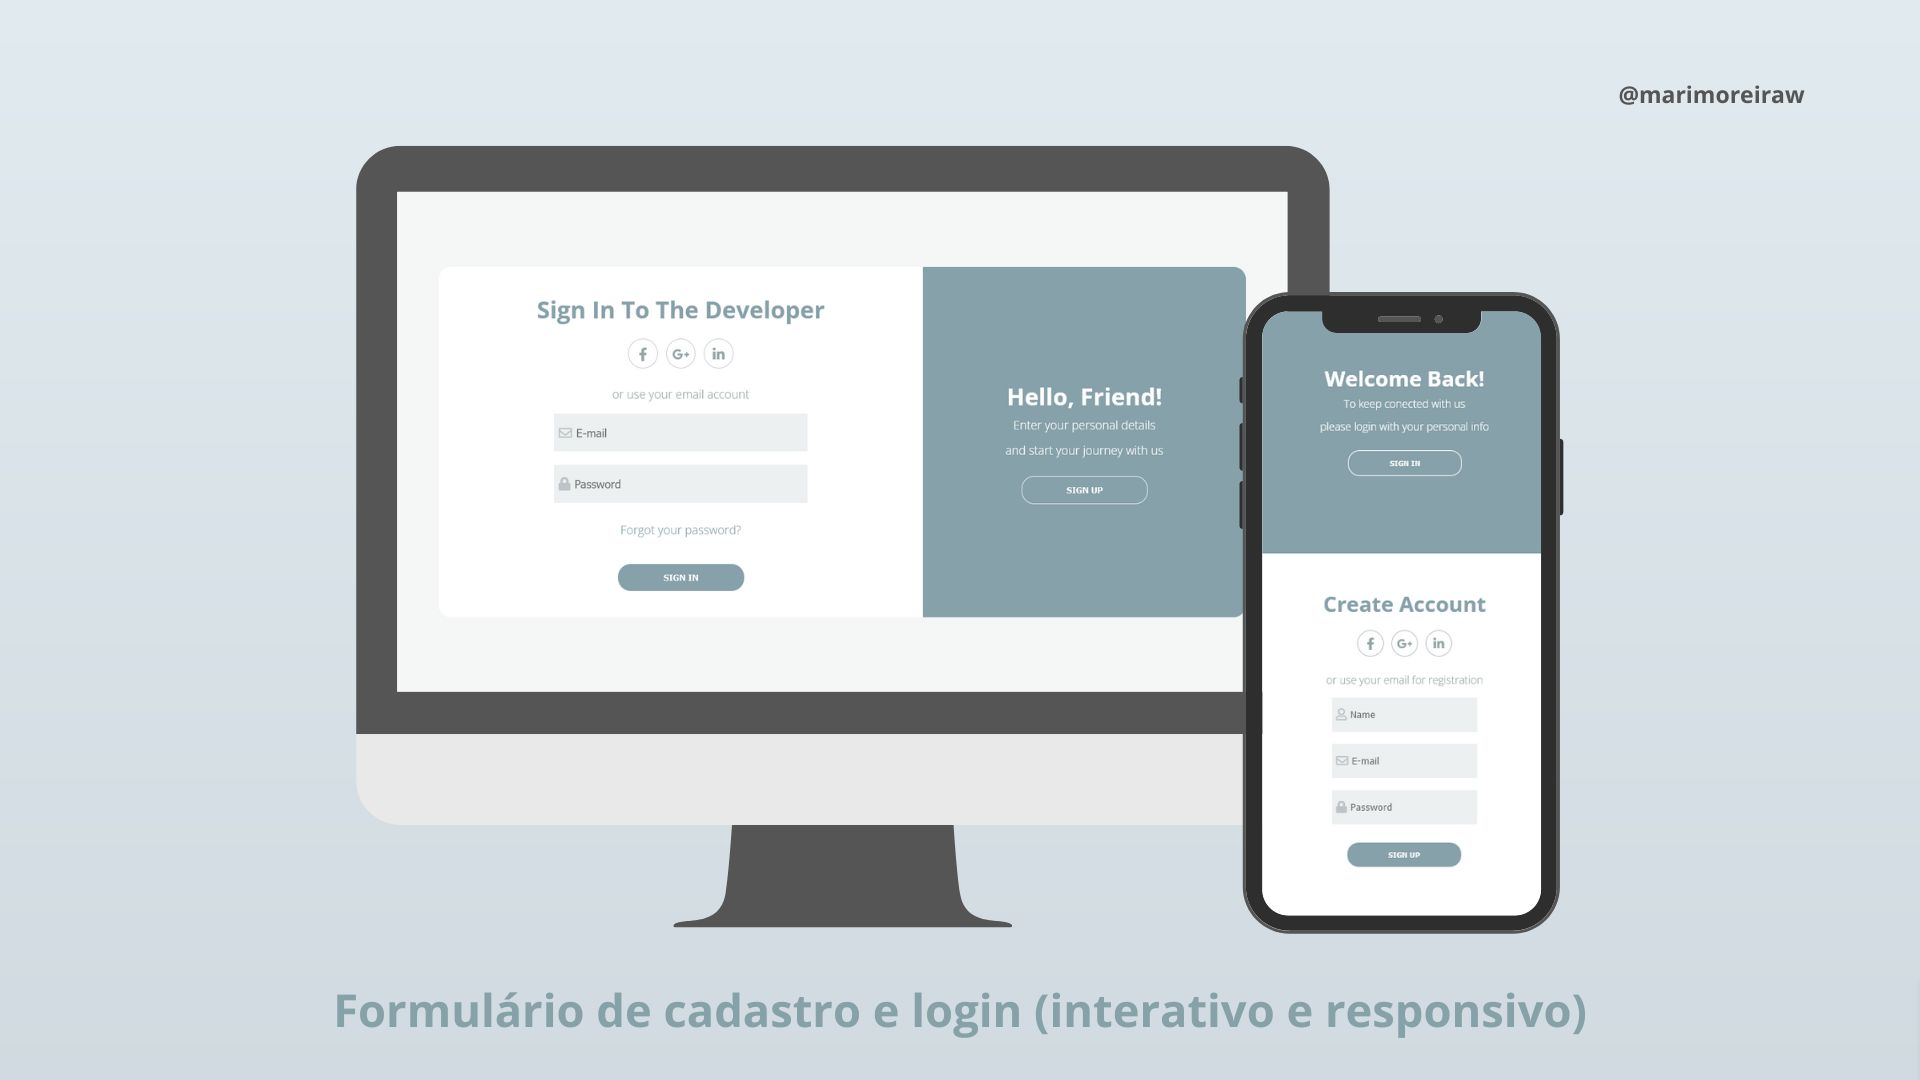 @marimoreiraw
Sign In To The Developer
f
G+
in
or use your email account
E-mail
Password
Forgot your password?
SIGN IN
Hello, Friend!
Enter your personal details
and start your journey with us
SIGN UP
Welcome Back!
To keep conected with us
please login with your personal info
SIGN IN
Create Account
f
G+
in
or use your email for registration
Name
E-mail
Password
SIGN UP
Formulário de cadastro e login (interativo e responsivo)